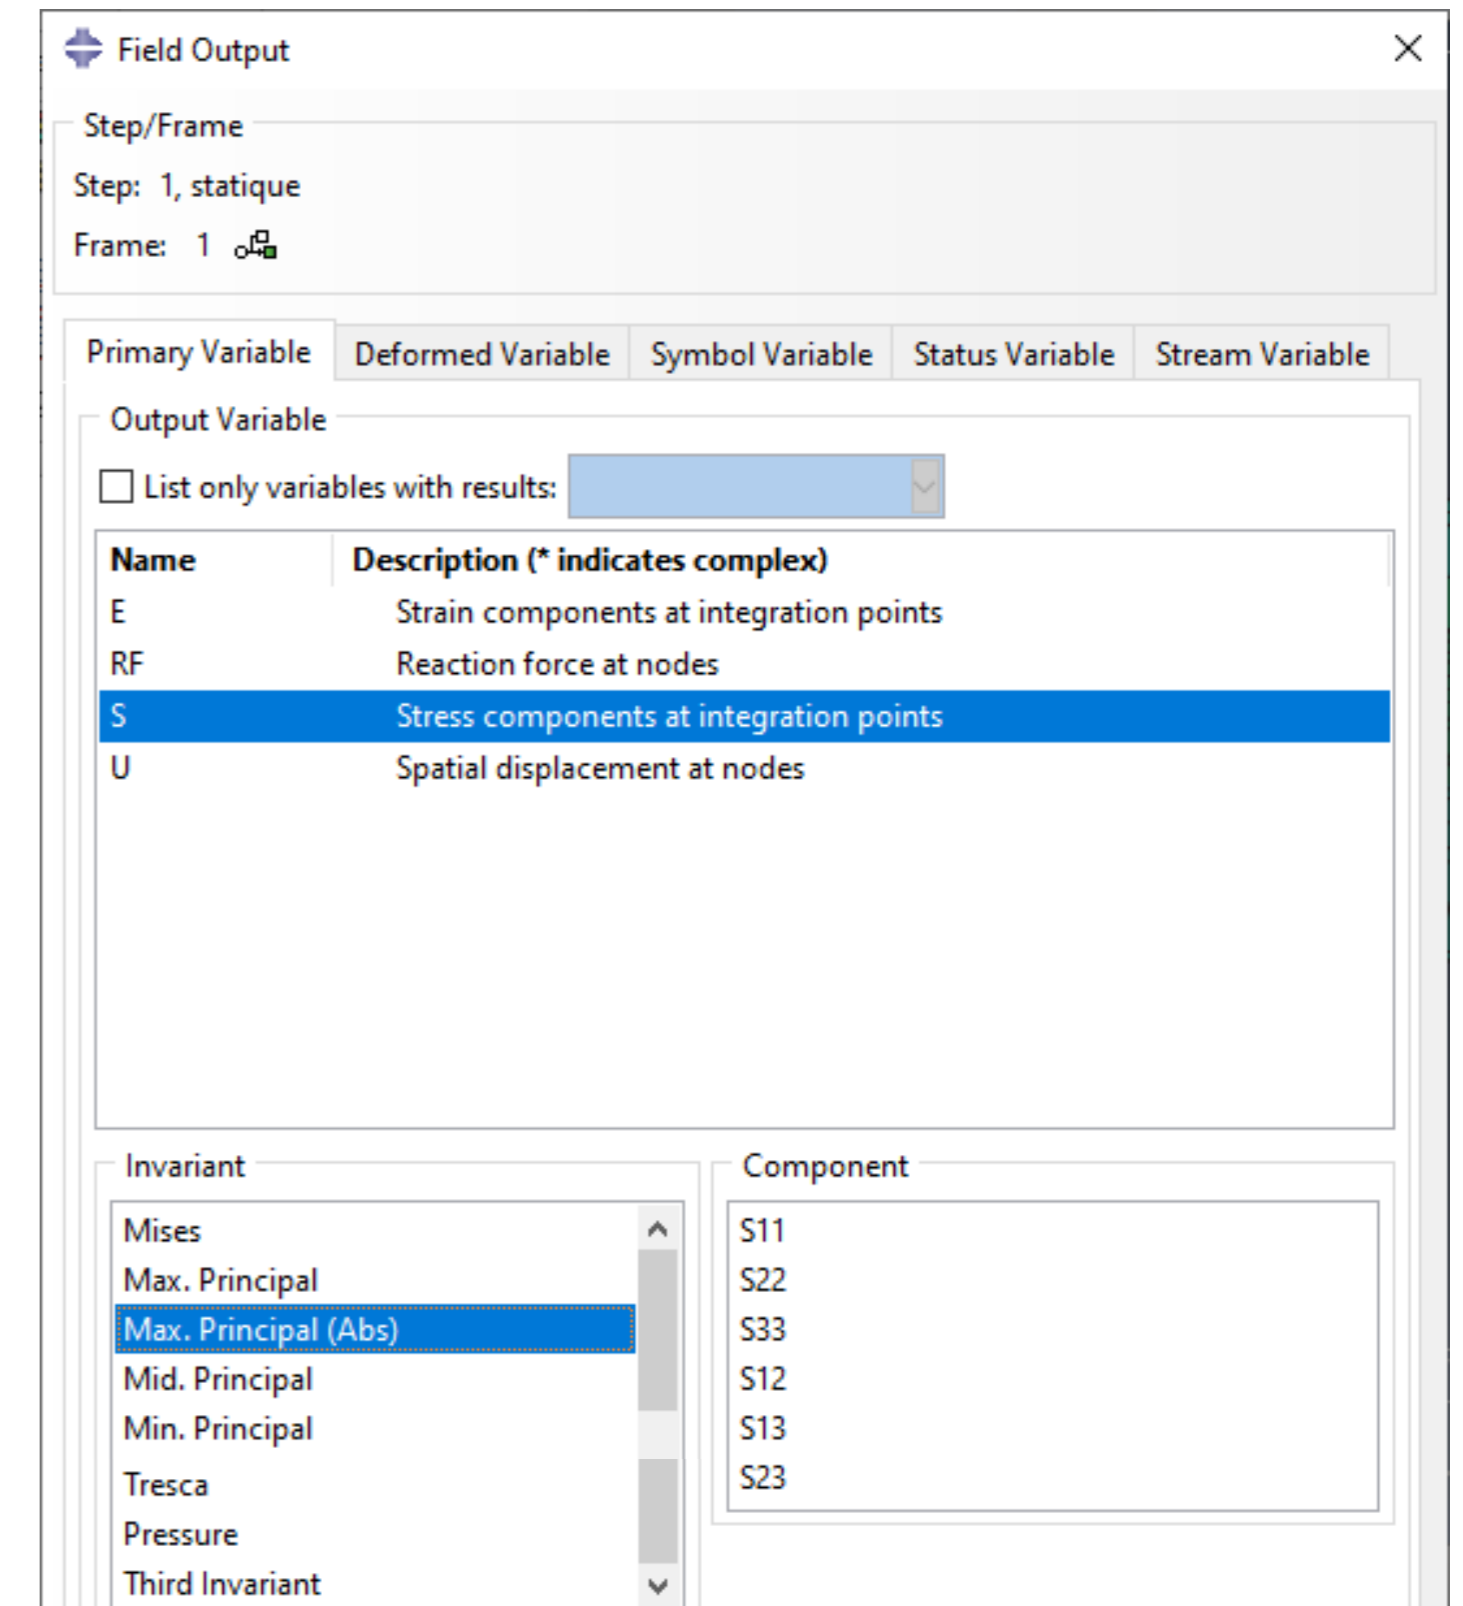 Field Output
Step/Frame
Step: 1, statique
Frame: 1
Primary Variable Deformed Variable Symbol Variable Status Variable Stream Variable
Output Variable
List only variables with results:
Name Description (* indicates complex)
E Strain components at integration points
RF Reaction force at nodes
S Stress components at integration points
U Spatial displacement at nodes
Invariant
Mises
Max. Principal
Max. Principal (Abs)
Mid. Principal
Min. Principal
Tresca
Pressure
Third Invariant
Component
S11
S22
S33
S12
S13
S23